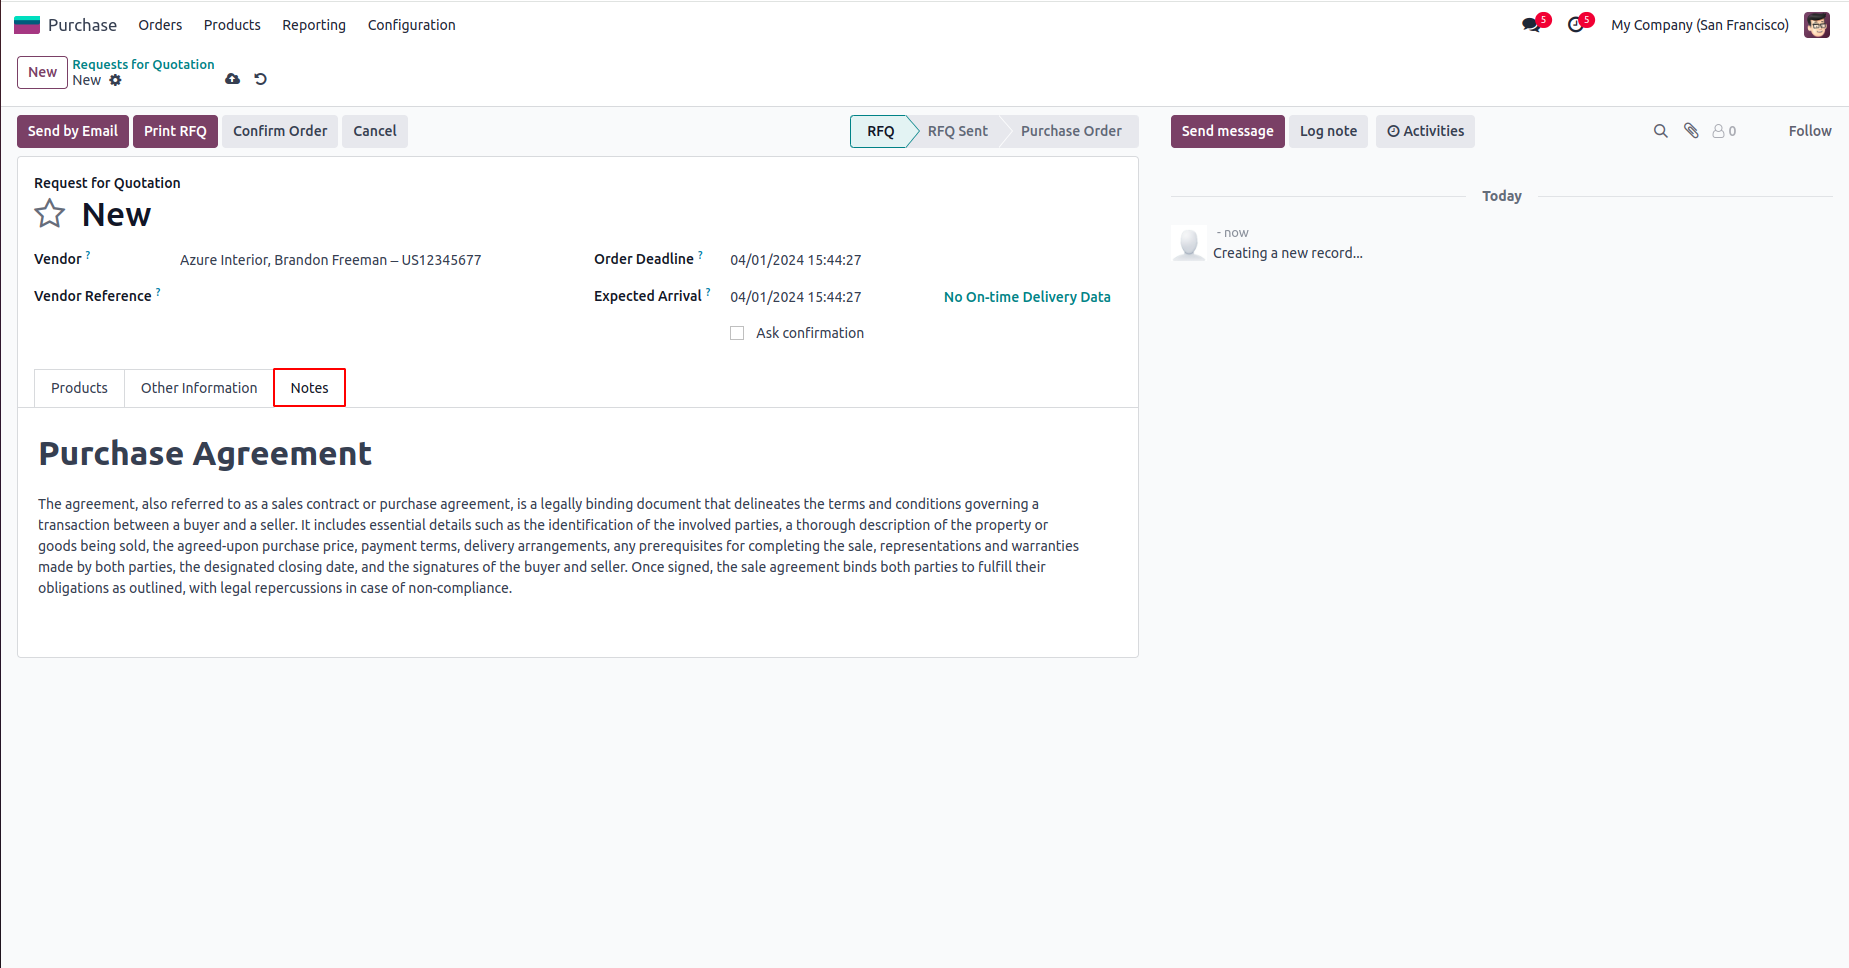 Purchase Orders Products Reporting Configuration 5 5 My Company (San Francisco)
New Requests for Quotation
New
Send by Email Print RFQ Confirm Order Cancel RFQ RFQ Sent Purchase Order Send message Log note Activities 0 Follow
Request for Quotation
New
Today
- now
Creating a new record...
Vendor ? Azure Interior, Brandon Freeman – US12345677 Order Deadline ? 04/01/2024 15:44:27
Vendor Reference ? Expected Arrival ? 04/01/2024 15:44:27 No On-time Delivery Data
Ask confirmation
Products Other Information Notes
Purchase Agreement
The agreement, also referred to as a sales contract or purchase agreement, is a legally binding document that delineates the terms and conditions governing a
transaction between a buyer and a seller. It includes essential details such as the identification of the involved parties, a thorough description of the property or
goods being sold, the agreed-upon purchase price, payment terms, delivery arrangements, any prerequisites for completing the sale, representations and warranties
made by both parties, the designated closing date, and the signatures of the buyer and seller. Once signed, the sale agreement binds both parties to fulfill their
obligations as outlined, with legal repercussions in case of non-compliance.